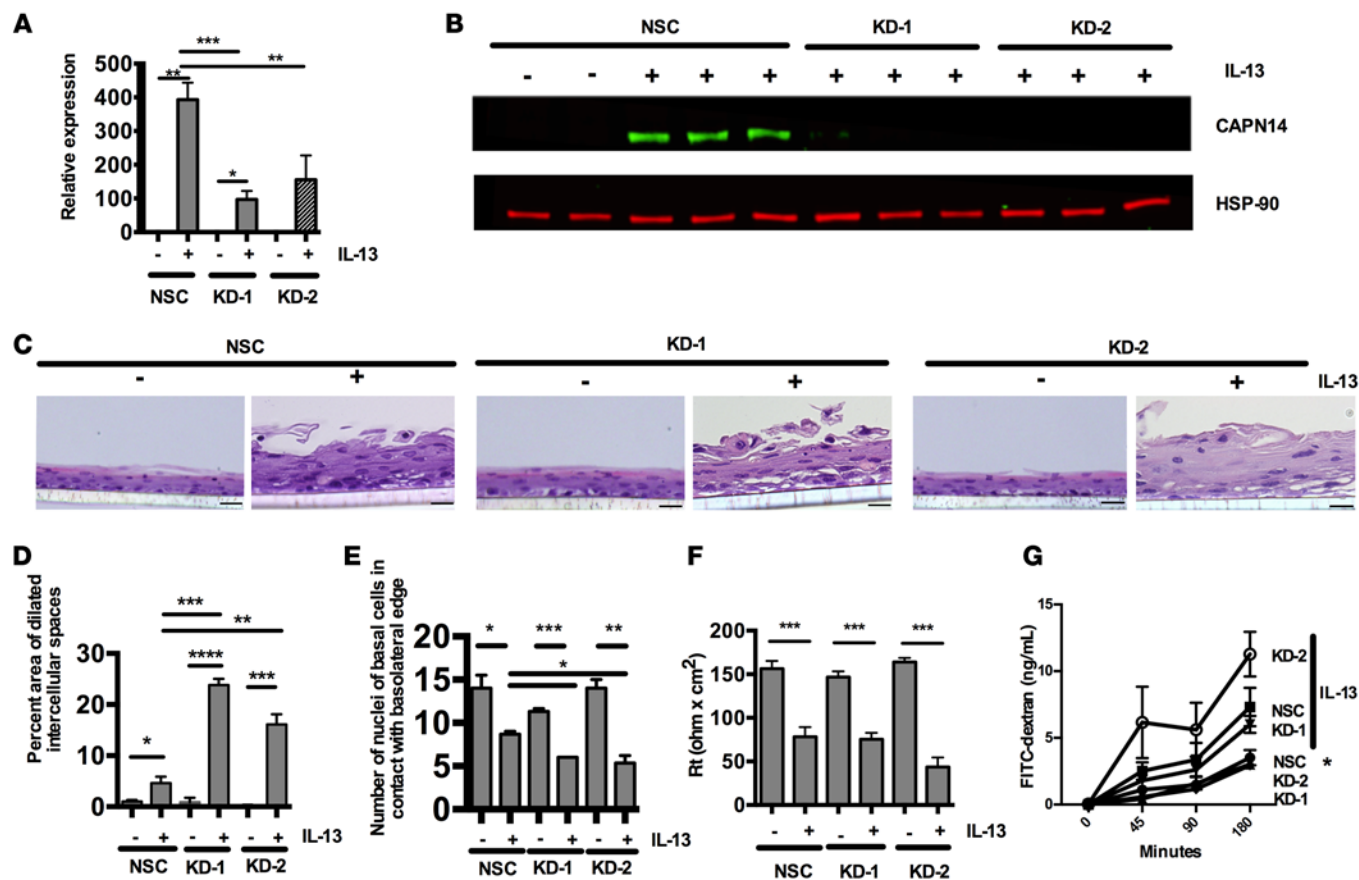 A
Relative expression
500
400
300
200
100
0
**
***
**
*
- + - + - + IL-13
NSC KD-1 KD-2
B
NSC KD-1 KD-2
- - + + + + + + + + + IL-13
CAPN14
HSP-90
C
NSC KD-1 KD-2
- + - + - + IL-13
D
Percent area of dilated
intercellular spaces
30
20
10
0
***
**
****
***
*
- + - + - + IL-13
NSC KD-1 KD-2
E
Number of nuclei of basal cells in
contact with basolateral edge
20
15
10
5
0
* *** **
*
- + - + - + IL-13
NSC KD-1 KD-2
F
Rt (ohm x cm2)
200
150
100
50
0
*** *** ***
- + - + - + IL-13
NSC KD-1 KD-2
G
FITC-dextran (ng/mL)
15
10
5
0
0 45 90 180
Minutes
KD-2
NSC
KD-1
IL-13
NSC *
KD-2
KD-1